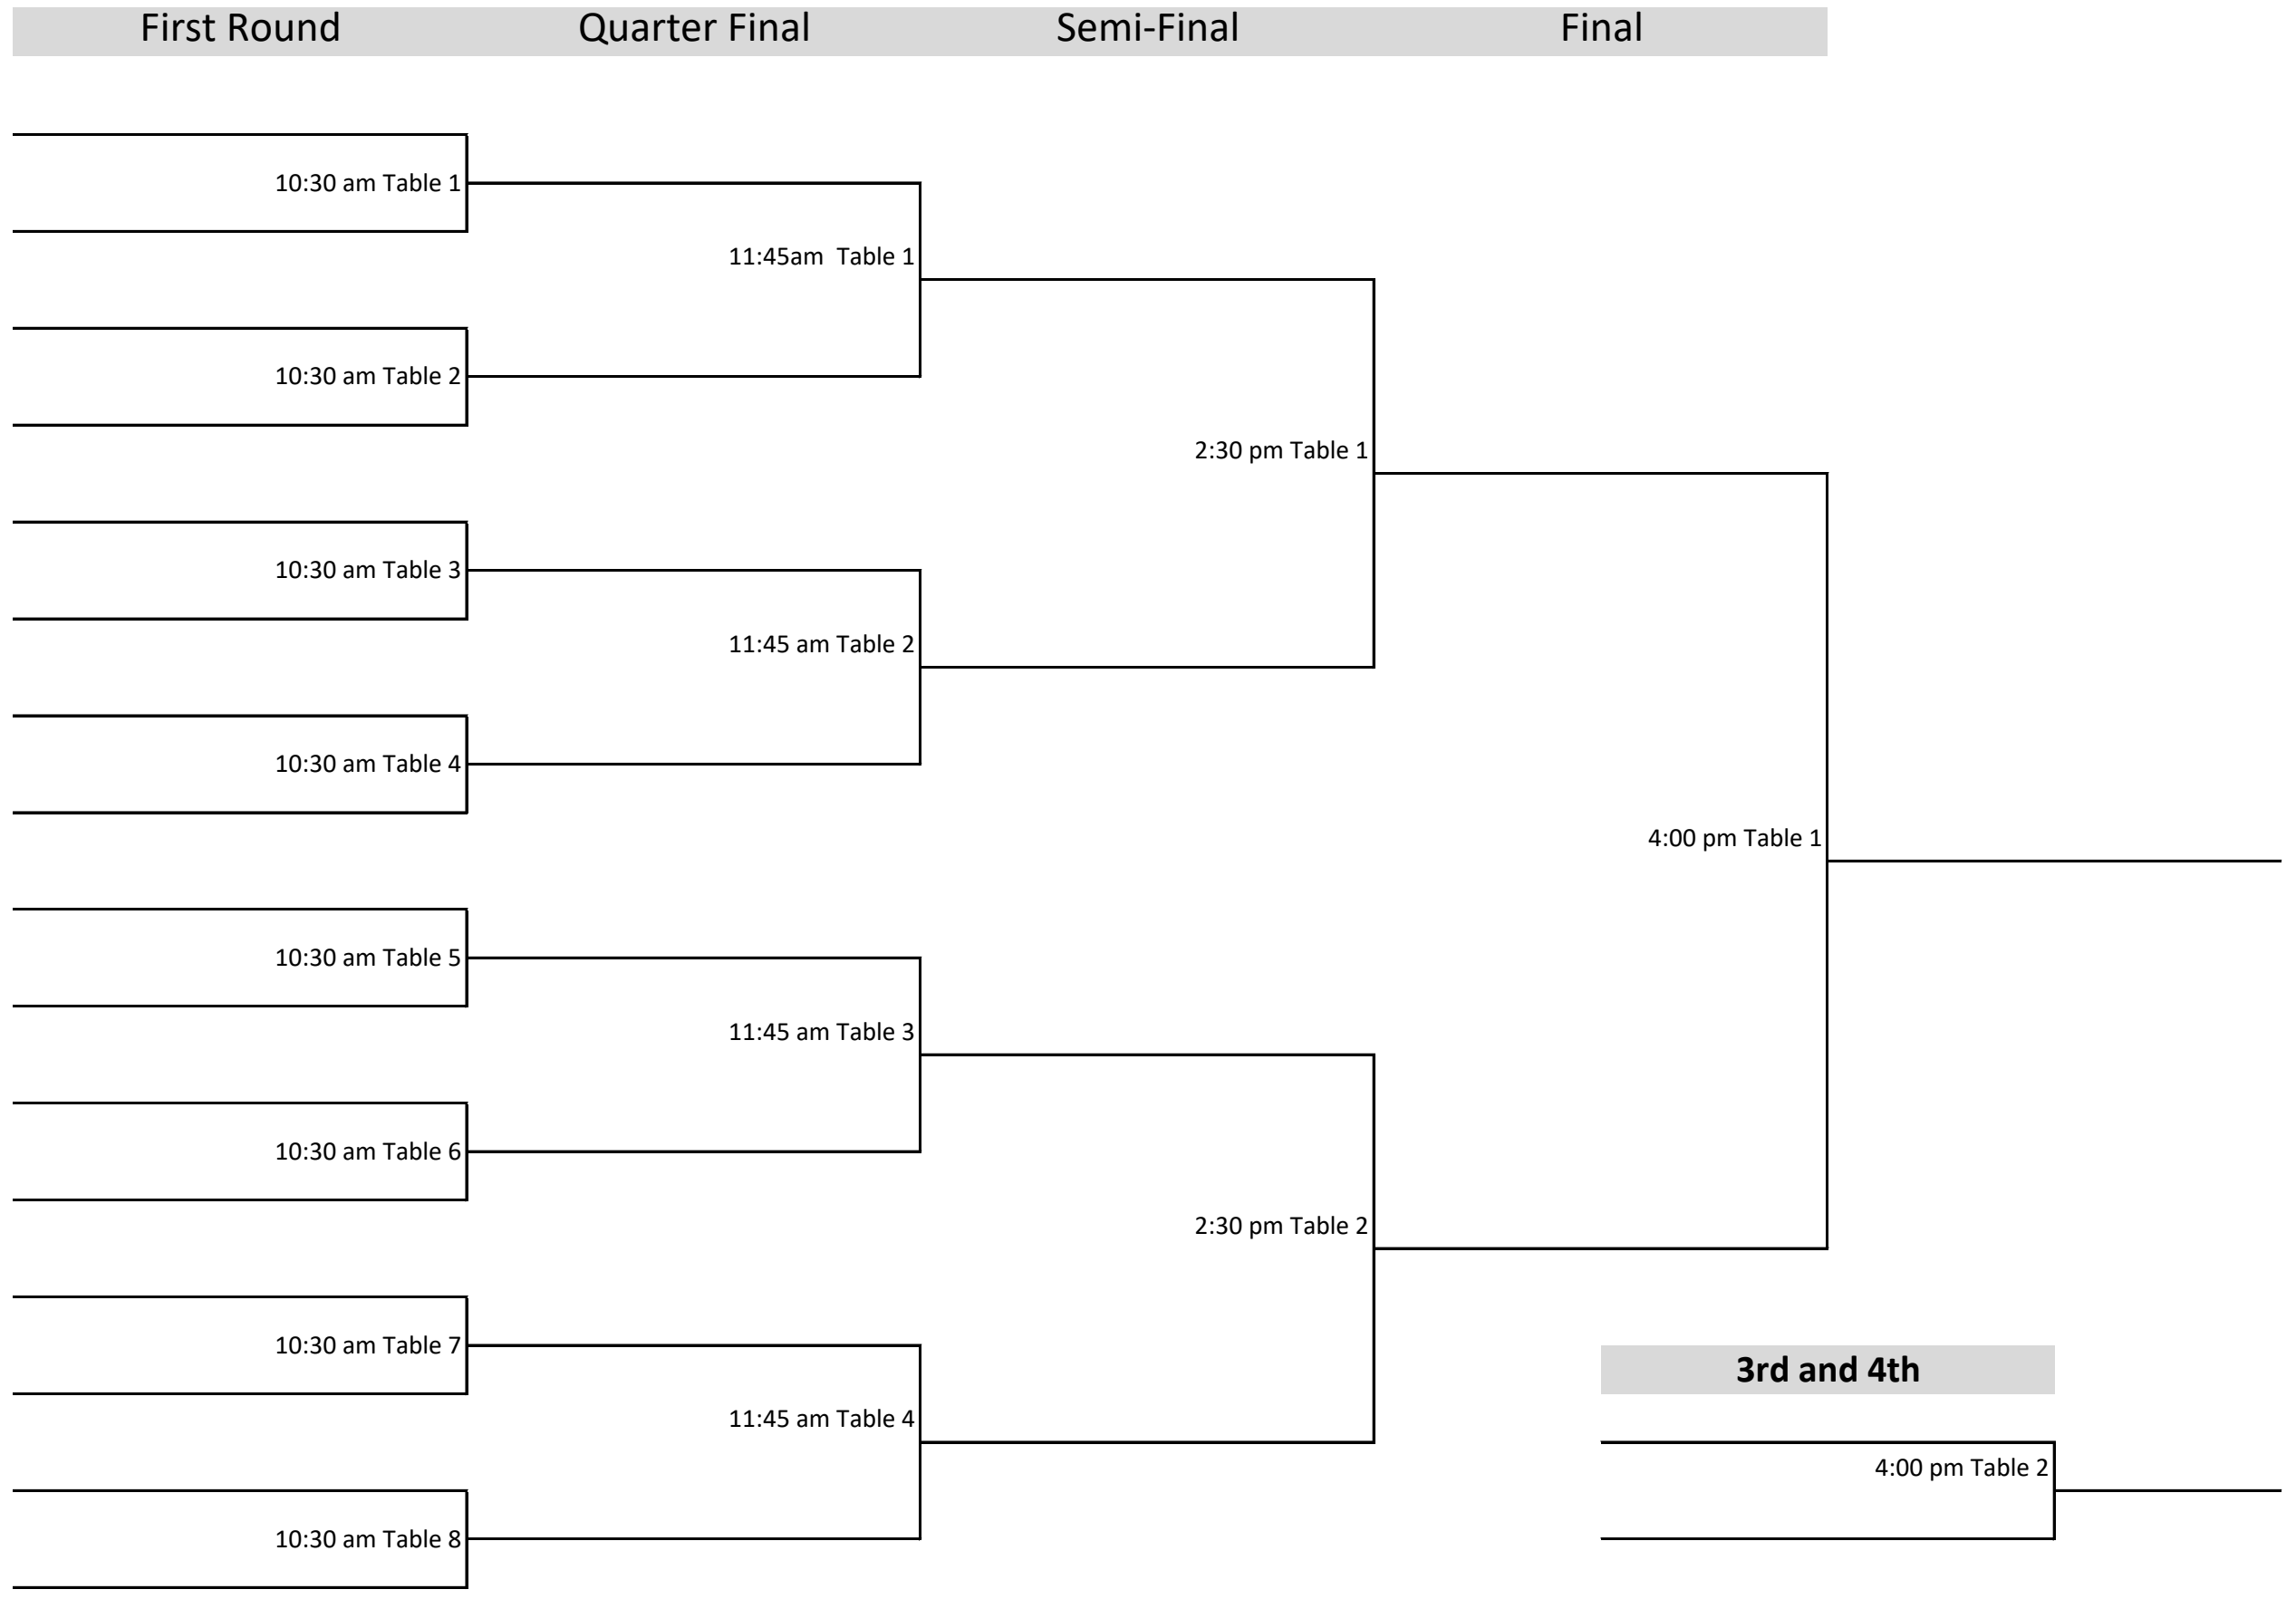 First Round Quarter Final Semi-Final Final
10:30 am Table 1
11:45am  Table 1
10:30 am Table 2
2:30 pm Table 1
10:30 am Table 3
11:45 am Table 2
10:30 am Table 4
4:00 pm Table 1
10:30 am Table 5
11:45 am Table 3
10:30 am Table 6
2:30 pm Table 2
10:30 am Table 7
3rd and 4th
11:45 am Table 4
4:00 pm Table 2
10:30 am Table 8